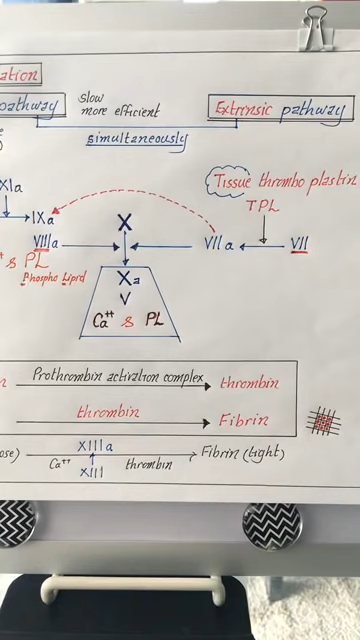 ation
pathway
slow
more efficient
Extrinsic pathway
simultaneously
XIa
Tissue thrombo plastin
TPL
IXa
X
VIIIa
VIIa
VII
& PL
Phospho Lipid
Xa
V
Ca⁺⁺ & PL
n Prothrombin activation complex thrombin
thrombin Fibrin
ose) XIIIa Fibrin (tight)
Ca⁺⁺ thrombin
XIII